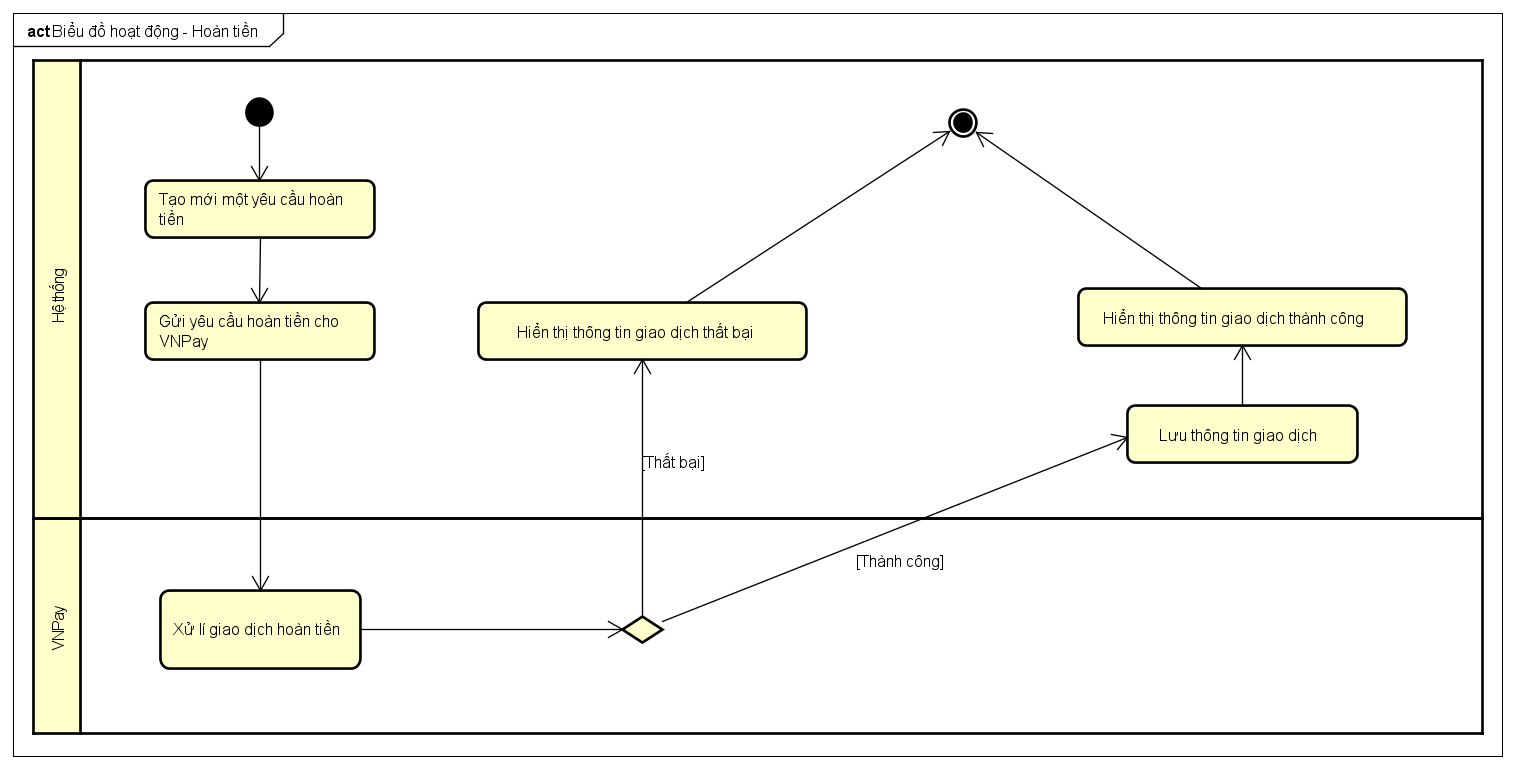 act Biểu đồ hoạt động - Hoàn tiền
Hệ thống
Tạo mới một yêu cầu hoàn
tiền
Gửi yêu cầu hoàn tiền cho
VNPay
Hiển thị thông tin giao dịch thất bại
Hiển thị thông tin giao dịch thành công
Lưu thông tin giao dịch
[Thất bại]
[Thành công]
VNPay
Xử lí giao dịch hoàn tiền